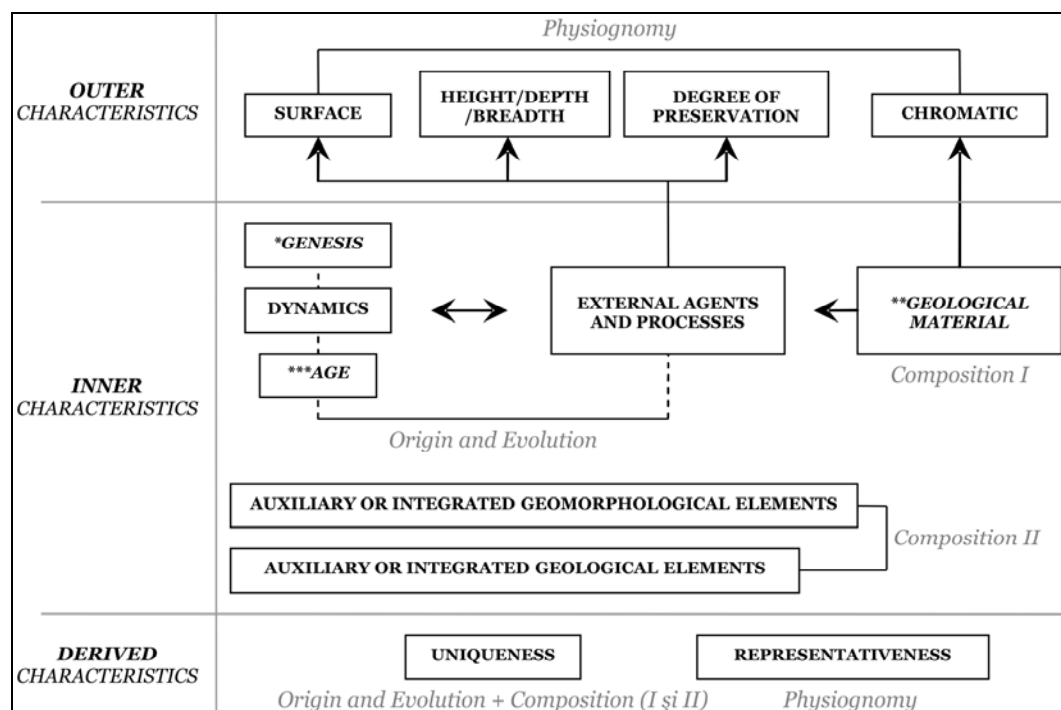 Physiognomy
OUTER
CHARACTERISTICS
SURFACE
HEIGHT/DEPTH
/BREADTH
DEGREE OF
PRESERVATION
CHROMATIC
INNER
CHARACTERISTICS
*GENESIS
DYNAMICS
***AGE
EXTERNAL AGENTS
AND PROCESSES
**GEOLOGICAL
MATERIAL
Composition I
Origin and Evolution
AUXILIARY OR INTEGRATED GEOMORPHOLOGICAL ELEMENTS
AUXILIARY OR INTEGRATED GEOLOGICAL ELEMENTS
Composition II
DERIVED
CHARACTERISTICS
UNIQUENESS
Origin and Evolution + Composition (I și II)
REPRESENTATIVENESS
Physiognomy